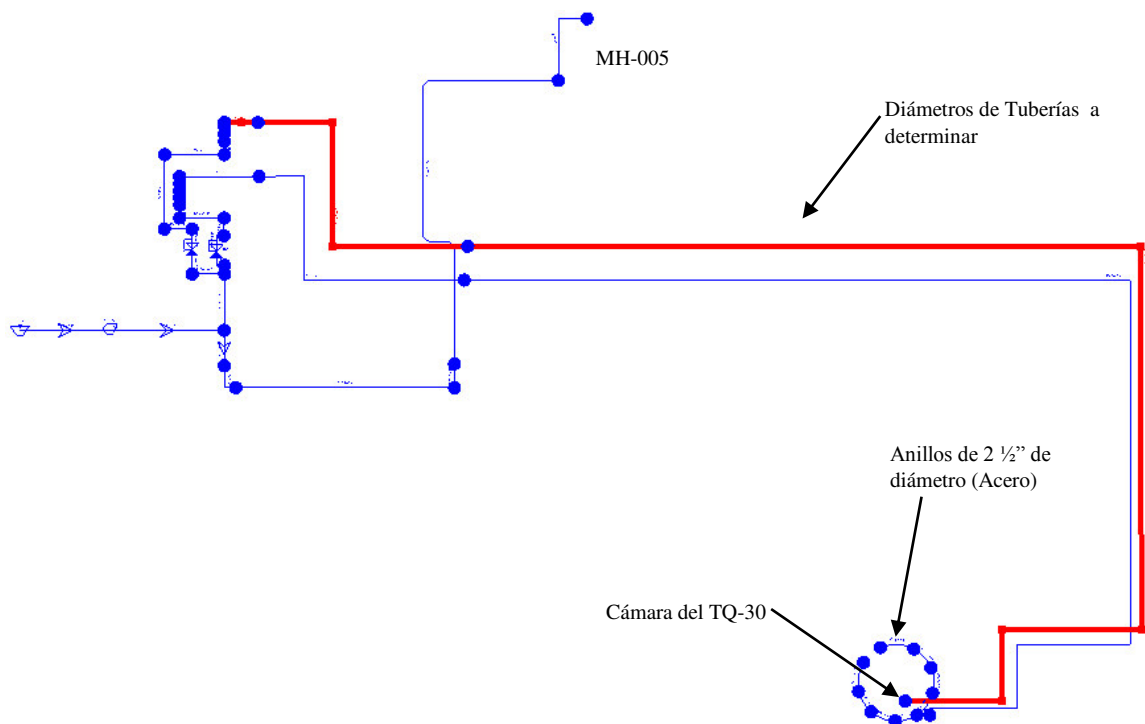 MH-005
Diámetros de Tuberías a
determinar
Anillos de 2 ½” de
diámetro (Acero)
Cámara del TQ-30